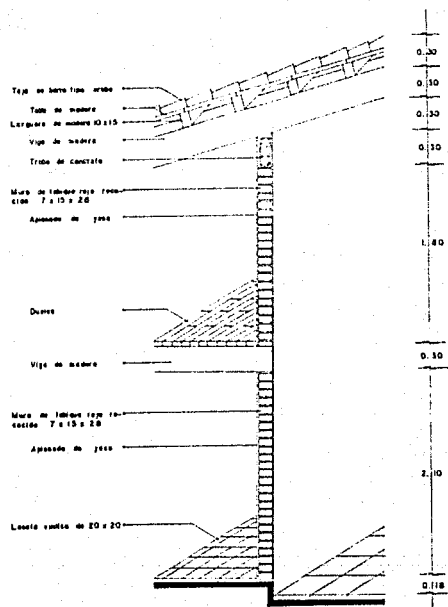 Teja de barro tipo arabe
Tabla de madera
Larguero de madera 10 x 15
Viga de madera
Trabe de concreto
Muro de tabique rojo reco-
cido 7 x 15 x 28
Aplanado de yeso
Duela
Viga de madera
Muro de tabique rojo re-
cocido 7 x 15 x 28
Aplanado de yeso
Loseta rustica de 20 x 20
0.30
0.30
0.30
0.30
1.80
0.30
2.10
0.118